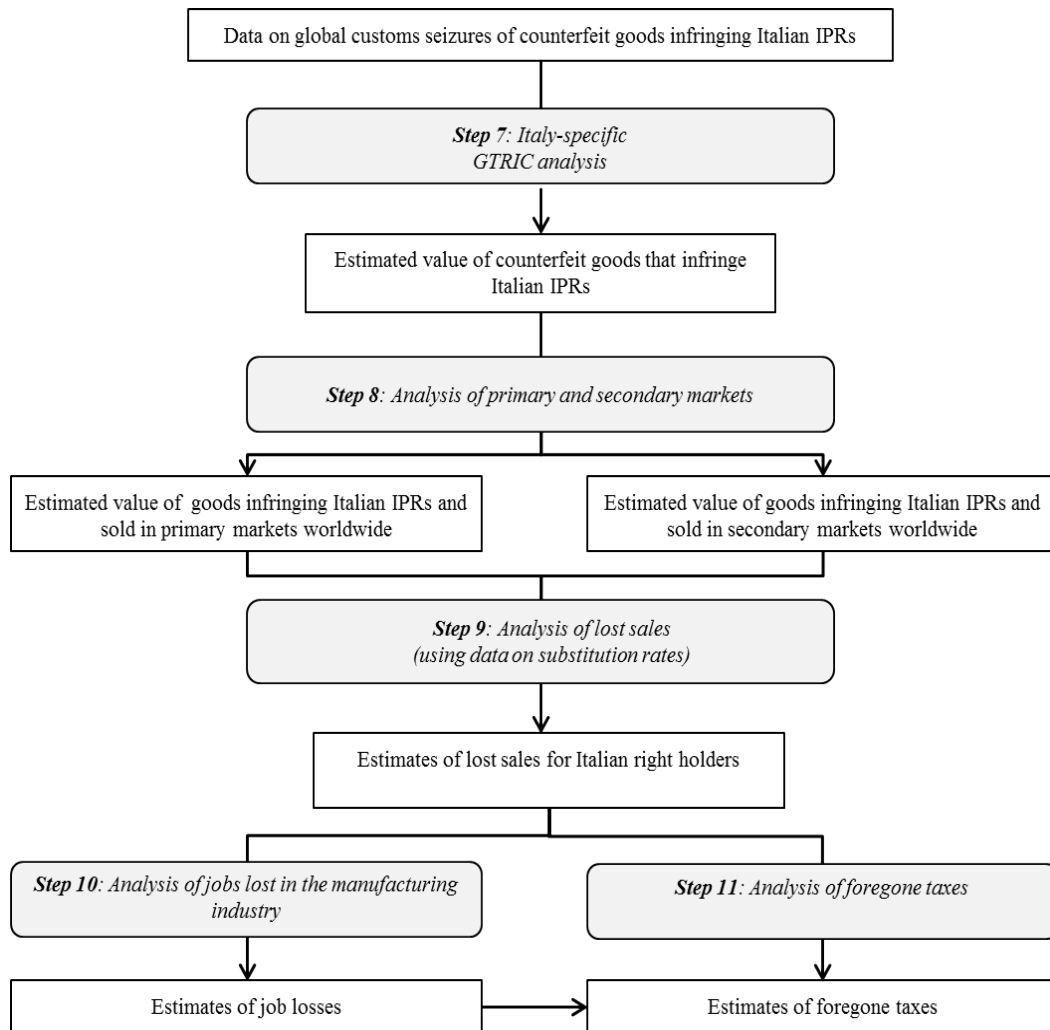 Data on global customs seizures of counterfeit goods infringing Italian IPRs
Step 7: Italy-specific
GTRIC analysis
Estimated value of counterfeit goods that infringe
Italian IPRs
Step 8: Analysis of primary and secondary markets
Estimated value of goods infringing Italian IPRs and
sold in primary markets worldwide
Estimated value of goods infringing Italian IPRs and
sold in secondary markets worldwide
Step 9: Analysis of lost sales
(using data on substitution rates)
Estimates of lost sales for Italian right holders
Step 10: Analysis of jobs lost in the manufacturing
industry
Step 11: Analysis of foregone taxes
Estimates of job losses
Estimates of foregone taxes